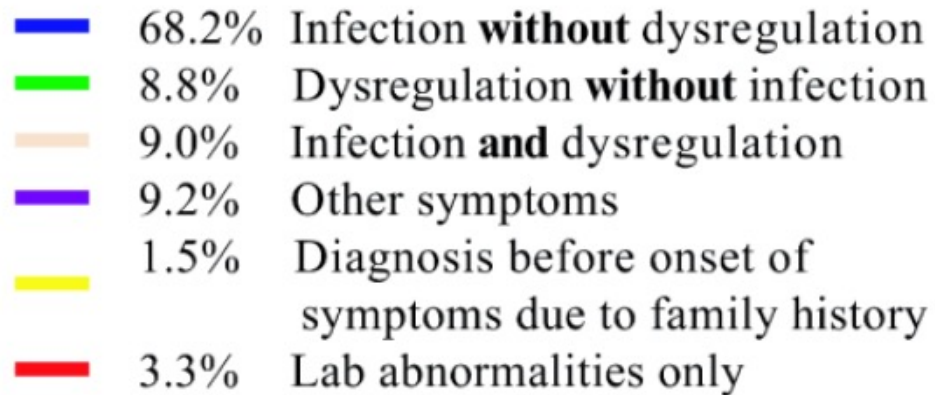 68.2% Infection without dysregulation
8.8% Dysregulation without infection
9.0% Infection and dysregulation
9.2% Other symptoms
1.5% Diagnosis before onset of
symptoms due to family history
3.3% Lab abnormalities only